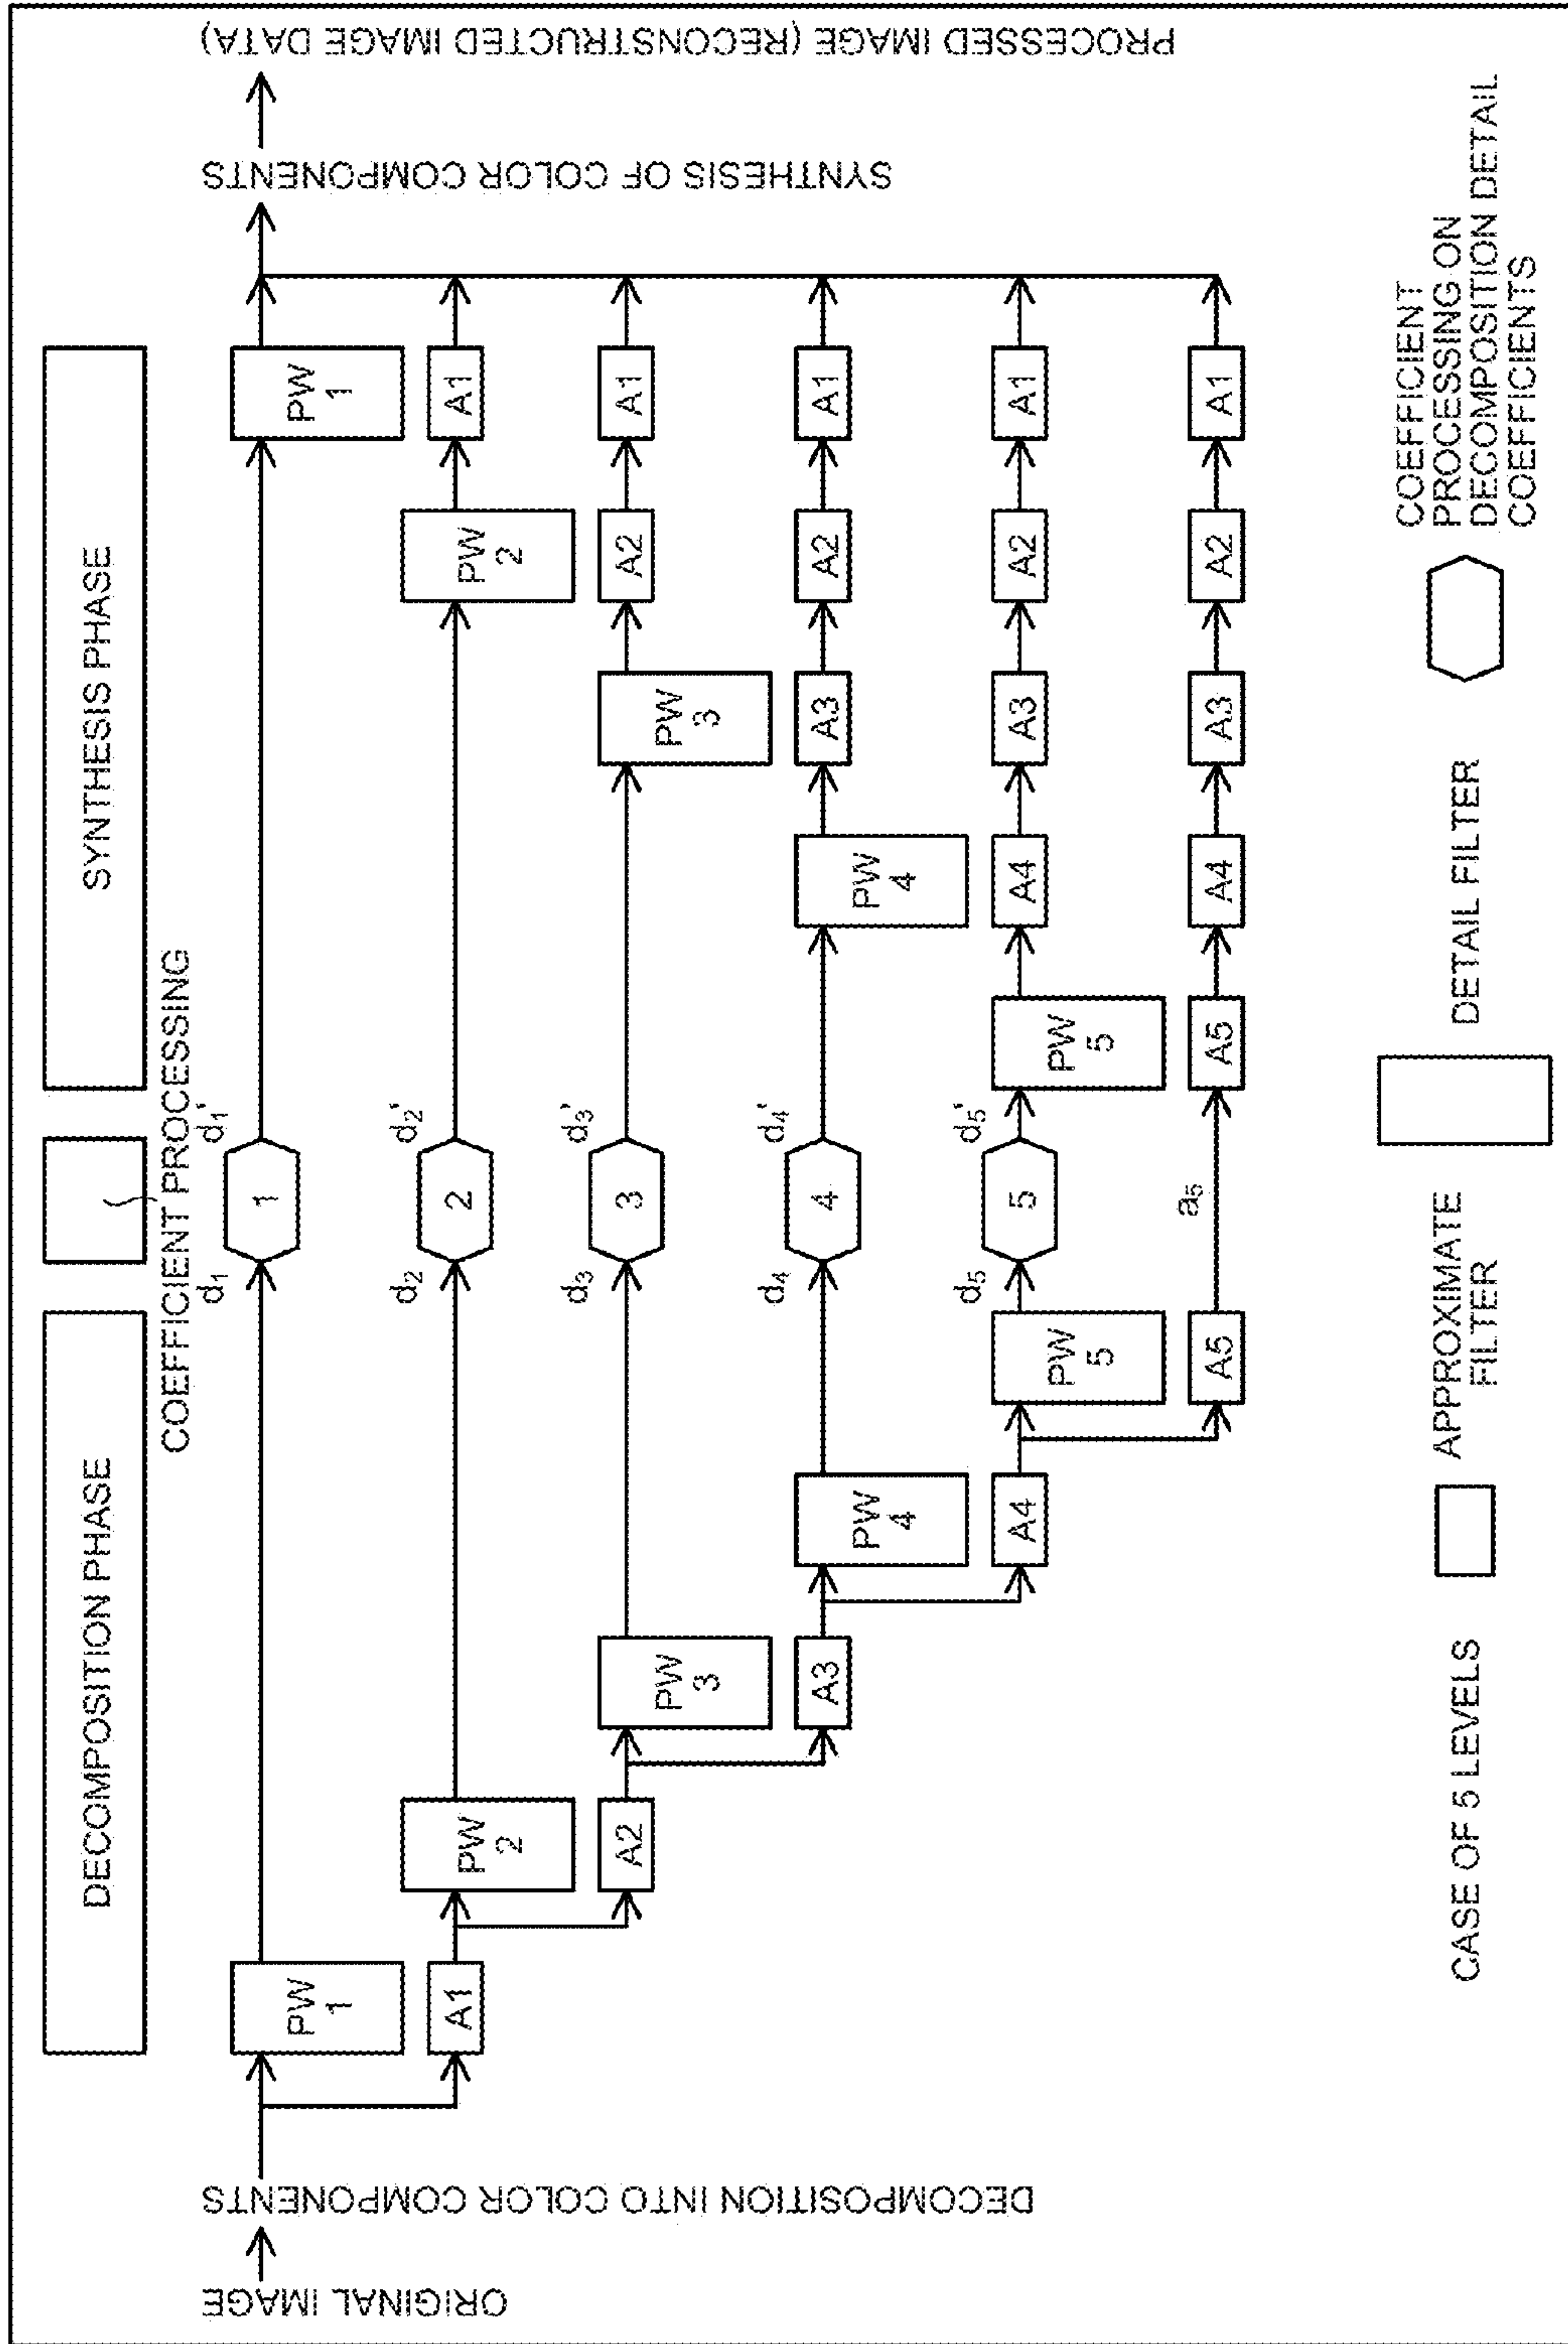 DECOMPOSITION PHASE
COEFFICIENT PROCESSING
SYNTHESIS PHASE
ORIGINAL IMAGE
DECOMPOSITION INTO COLOR COMPONENTS
PW 1
d₁
1
d₁'
PW 1
SYNTHESIS OF COLOR COMPONENTS
PROCESSED IMAGE (RECONSTRUCTED IMAGE DATA)
A1
PW 2
d₂
2
d₂'
PW 2
A1
A2
PW 3
d₃
3
d₃'
PW 3
A2
A1
A3
PW 4
d₄
4
d₄'
PW 4
A3
A2
A1
A4
PW 5
d₅
5
d₅'
PW 5
A4
A3
A2
A1
A5
a₅
A5
A4
A3
A2
A1
CASE OF 5 LEVELS
APPROXIMATE
FILTER
DETAIL FILTER
COEFFICIENT
PROCESSING ON
DECOMPOSITION DETAIL
COEFFICIENTS